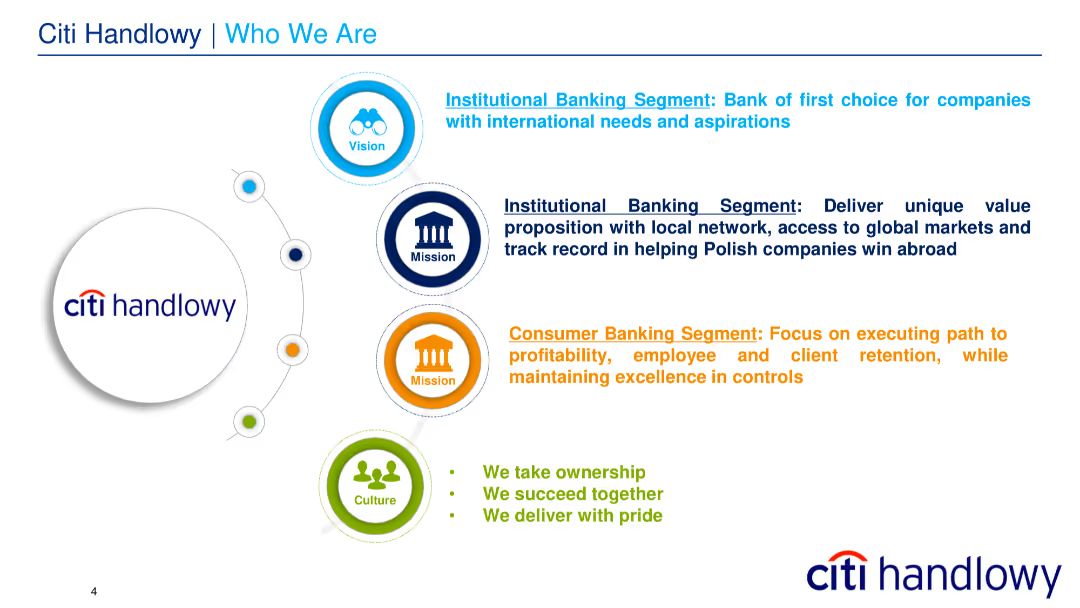 Citi Handlowy | Who We Are
Vision
Institutional Banking Segment: Bank of first choice for companies
with international needs and aspirations
Mission
Institutional Banking Segment: Deliver unique value
proposition with local network, access to global markets and
track record in helping Polish companies win abroad
citi handlowy
Mission
Consumer Banking Segment: Focus on executing path to
profitability, employee and client retention, while
maintaining excellence in controls
Culture
• We take ownership
• We succeed together
• We deliver with pride
citi handlowy
4